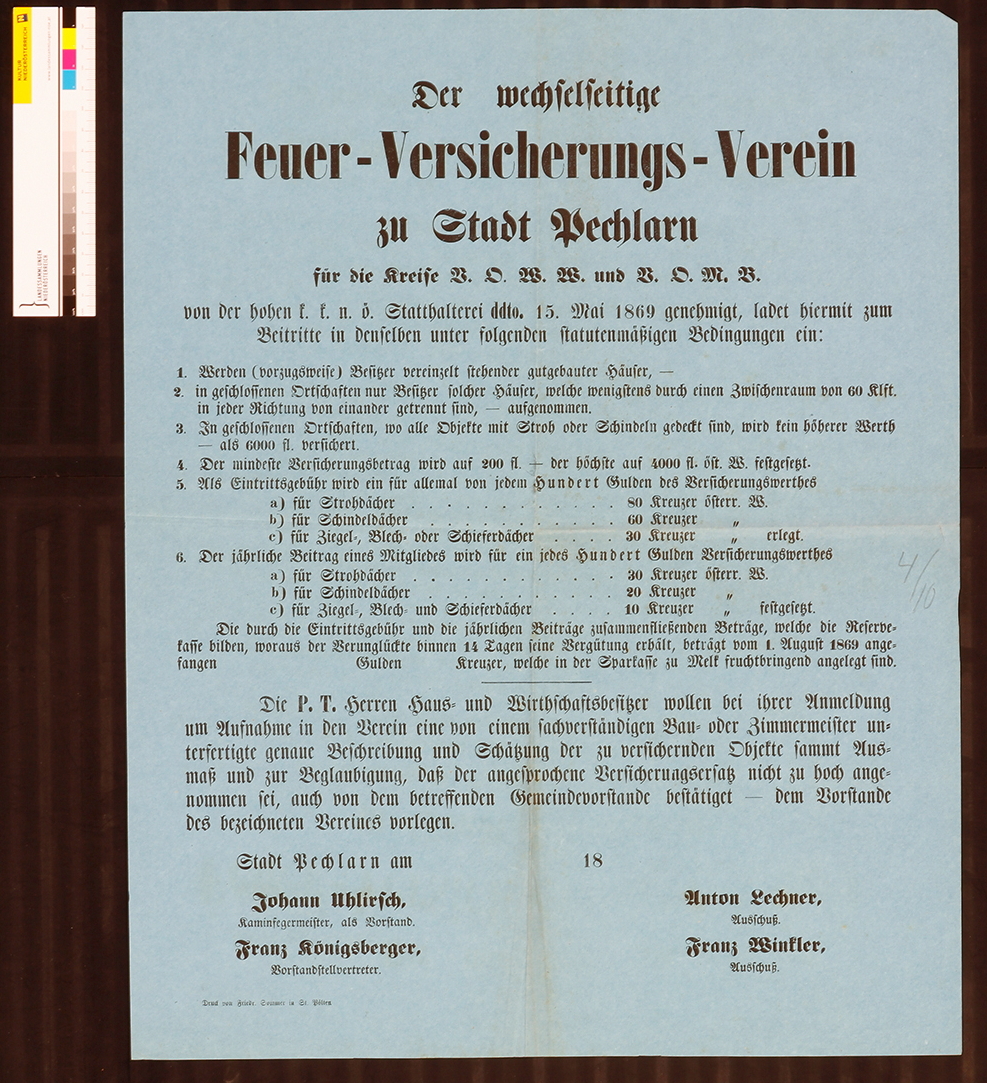 Der wechselseitige
Feuer-Versicherungs-Verein
zu Stadt Pechlarn
für die Kreise V. O. W. W. und V. O. M. B.
von der hohen k. k. n. ö. Statthalterei ddto. 15. Mai 1869 genehmigt, ladet hiermit zum
Beitritte in denselben unter folgenden statutenmäßigen Bedingungen ein:
1. Werden (vorzugsweise) Besitzer vereinzelt stehender gutgebauter Häuser, —
2. in geschlossenen Ortschaften nur Besitzer solcher Häuser, welche wenigstens durch einen Zwischenraum von 60 Klft.
in jeder Richtung von einander getrennt sind, — aufgenommen.
3. In geschlossenen Ortschaften, wo alle Objekte mit Stroh oder Schindeln gedeckt sind, wird kein höherer Werth
— als 6000 fl. versichert.
4. Der mindeste Versicherungsbetrag wird auf 200 fl. — der höchste auf 4000 fl. öst. W. festgesetzt.
5. Als Eintrittsgebühr wird ein für allemal von jedem Hundert Gulden des Versicherungswerthes
a) für Strohdächer . . . . . . . . . . . . . 80 Kreuzer österr. W.
b) für Schindeldächer . . . . . . . . . . . . 60 Kreuzer „
c) für Ziegel-, Blech- oder Schieferdächer . . . . 30 Kreuzer „ erlegt.
6. Der jährliche Beitrag eines Mitgliedes wird für ein jedes Hundert Gulden Versicherungswerthes
a) für Strohdächer . . . . . . . . . . . . . 30 Kreuzer österr. W.
b) für Schindeldächer . . . . . . . . . . . . 20 Kreuzer „
c) für Ziegel-, Blech- und Schieferdächer . . . . 10 Kreuzer „ festgesetzt.
Die durch die Eintrittsgebühr und die jährlichen Beiträge zusammenfließenden Beträge, welche die Reserve-
kasse bilden, woraus der Verunglückte binnen 14 Tagen seine Vergütung erhält, beträgt vom 1. August 1869 ange-
fangen Gulden Kreuzer, welche in der Sparkasse zu Melk fruchtbringend angelegt sind.
Die P. T. Herren Haus- und Wirthschaftsbesitzer wollen bei ihrer Anmeldung
um Aufnahme in den Verein eine von einem sachverständigen Bau- oder Zimmermeister un-
terfertigte genaue Beschreibung und Schätzung der zu versichernden Objekte sammt Aus-
maß und zur Beglaubigung, daß der angesprochene Versicherungsersatz nicht zu hoch ange-
nommen sei, auch von dem betreffenden Gemeindevorstande bestätiget — dem Vorstande
des bezeichneten Vereines vorlegen.
Stadt Pechlarn am 18
Johann Uhlirsch,
Kaminfegermeister, als Vorstand.
Franz Königsberger,
Vorstandstellvertreter.
Anton Lechner,
Ausschuß.
Franz Winkler,
Ausschuß.
Druck von Friedr. Sommer in St. Pölten
4/10
KULTUR
NIEDERÖSTERREICH
LANDESSAMMLUNGEN
NIEDERÖSTERREICH